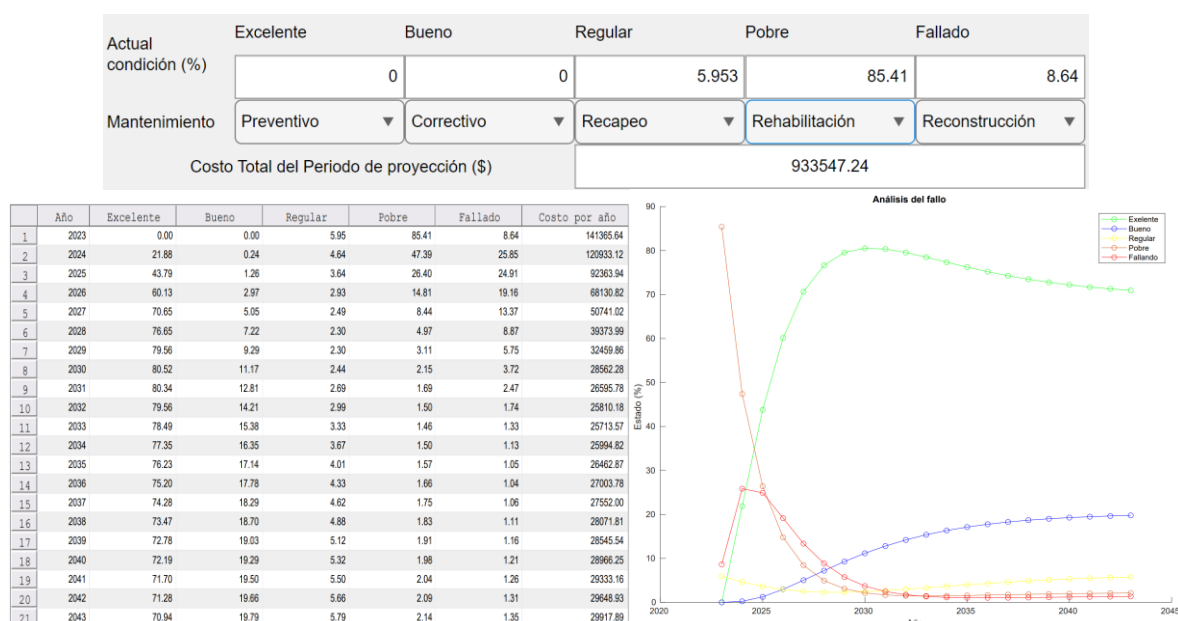 Excelente Bueno Regular Pobre Fallado
Actual
condición (%)
0 0 5.953 85.41 8.64
Mantenimiento Preventivo Correctivo Recapeo Rehabilitación Reconstrucción
Costo Total del Periodo de proyección ($) 933547.24
Año Excelente Bueno Regular Pobre Fallado Costo por año
1 2023 0.00 0.00 5.95 85.41 8.64 141365.64
2 2024 21.88 0.24 4.64 47.39 25.85 120933.12
3 2025 43.79 1.26 3.64 26.40 24.91 92363.94
4 2026 60.13 2.97 2.93 14.81 19.16 68130.82
5 2027 70.65 5.05 2.49 8.44 13.37 50741.02
6 2028 76.65 7.22 2.30 4.97 8.87 39373.99
7 2029 79.56 9.29 2.30 3.11 5.75 32459.86
8 2030 80.52 11.17 2.44 2.15 3.72 28562.28
9 2031 80.34 12.81 2.69 1.69 2.47 26595.78
10 2032 79.56 14.21 2.99 1.50 1.74 25810.18
11 2033 78.49 15.38 3.33 1.46 1.33 25713.57
12 2034 77.35 16.35 3.67 1.50 1.13 25994.82
13 2035 76.23 17.14 4.01 1.57 1.05 26462.87
14 2036 75.20 17.78 4.33 1.66 1.04 27003.78
15 2037 74.28 18.29 4.62 1.75 1.06 27552.00
16 2038 73.47 18.70 4.88 1.83 1.11 28071.81
17 2039 72.78 19.03 5.12 1.91 1.16 28545.54
18 2040 72.19 19.29 5.32 1.98 1.21 28966.25
19 2041 71.70 19.50 5.50 2.04 1.26 29333.16
20 2042 71.28 19.66 5.66 2.09 1.31 29648.93
21 2043 70.94 19.79 5.79 2.14 1.35 29917.89
Análisis del fallo
Exelente
Bueno
Regular
Pobre
Fallando
Estado (%)
90
80
70
60
50
40
30
20
10
0
2020 2025 2030 2035 2040 2045